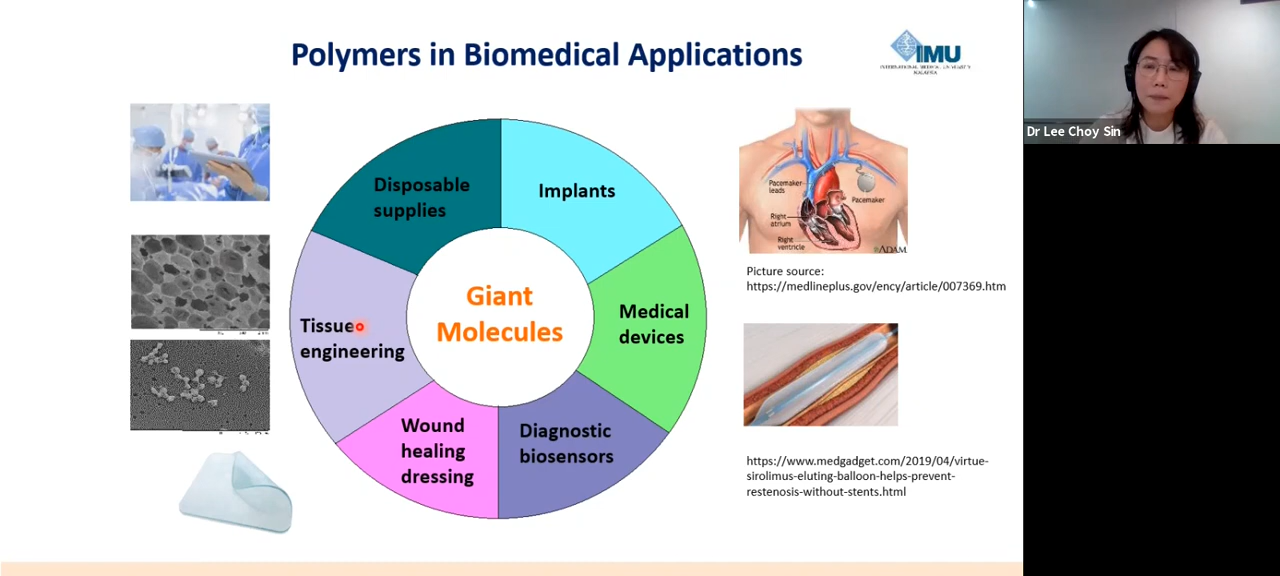 Polymers in Biomedical Applications
IMU
INTERNATIONAL MEDICAL UNIVERSITY
MALAYSIA
Dr Lee Choy Sin
Disposable
supplies
Implants
Medical
devices
Diagnostic
biosensors
Wound
healing
dressing
Tissue
engineering
Giant
Molecules
Pacemaker
leads
Pacemaker
Right
atrium
Right
ventricle
ADAM
Picture source:
https://medlineplus.gov/ency/article/007369.htm
https://www.medgadget.com/2019/04/virtue-
sirolimus-eluting-balloon-helps-prevent-
restenosis-without-stents.html